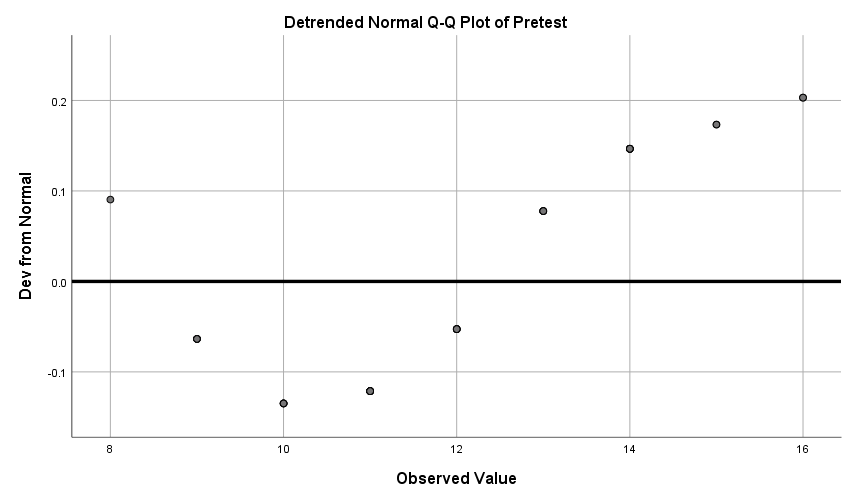 Detrended Normal Q-Q Plot of Pretest
Dev from Normal
0.2
0.1
0.0
-0.1
8 10 12 14 16
Observed Value